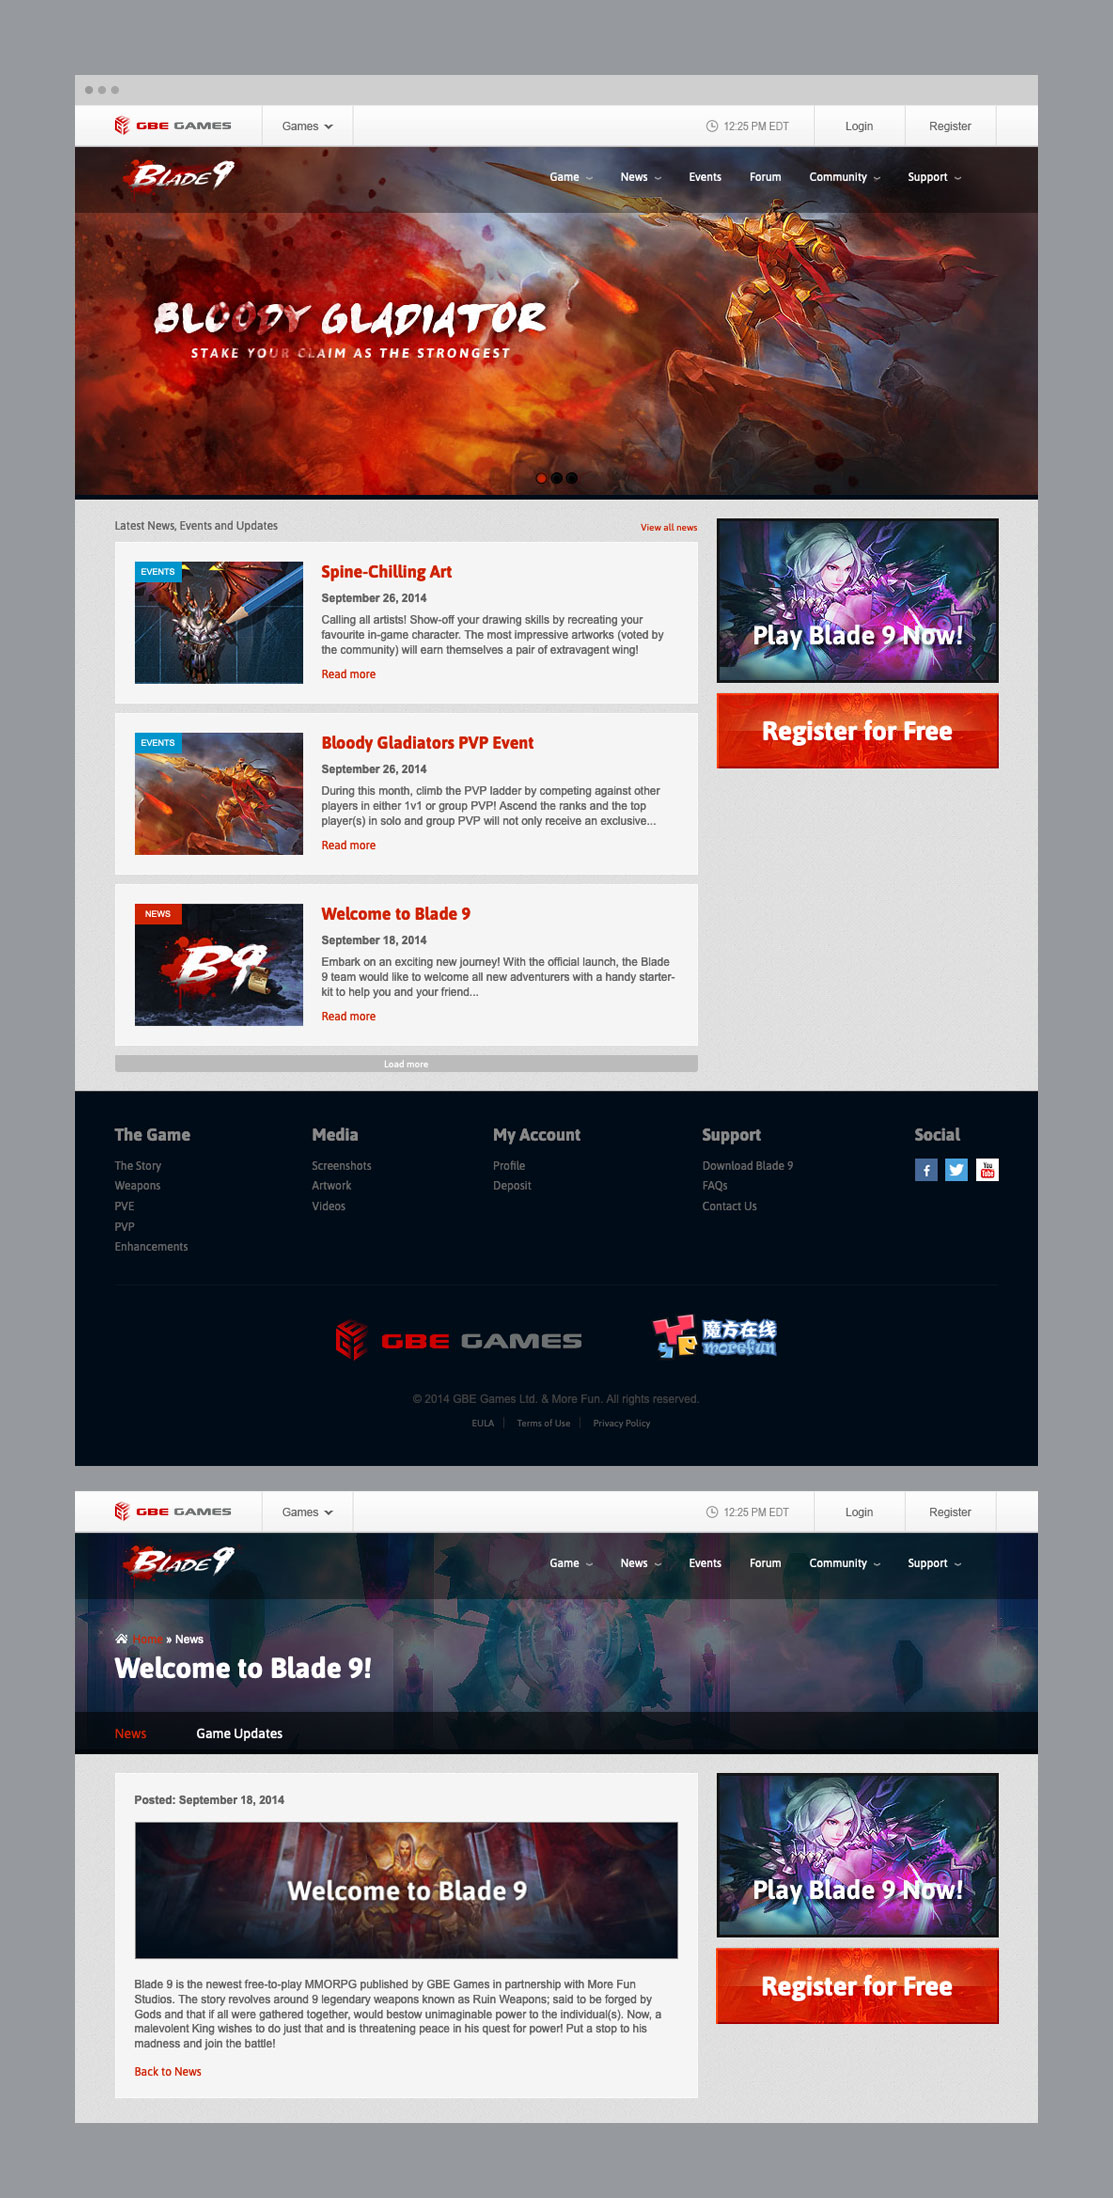 GBE GAMES
Games
12:25 PM EDT
Login
Register
BLADE 9
Game
News
Events
Forum
Community
Support
BLOODY GLADIATOR
STAKE YOUR CLAIM AS THE STRONGEST
Latest News, Events and Updates
View all news
EVENTS
Spine-Chilling Art
September 26, 2014
Calling all artists! Show-off your drawing skills by recreating your
favourite in-game character. The most impressive artworks (voted by
the community) will earn themselves a pair of extravagent wing!
Read more
EVENTS
Bloody Gladiators PVP Event
September 26, 2014
During this month, climb the PVP ladder by competing against other
players in either 1v1 or group PVP! Ascend the ranks and the top
player(s) in solo and group PVP will not only receive an exclusive...
Read more
NEWS
B9
Welcome to Blade 9
September 18, 2014
Embark on an exciting new journey! With the official launch, the Blade
9 team would like to welcome all new adventurers with a handy starter-
kit to help you and your friend...
Read more
Load more
Play Blade 9 Now!
Register for Free
The Game
The Story
Weapons
PVE
PVP
Enhancements
Media
Screenshots
Artwork
Videos
My Account
Profile
Deposit
Support
Download Blade 9
FAQs
Contact Us
Social
f
You Tube
GBE GAMES
魔方在线
morefun
© 2014 GBE Games Ltd. & More Fun. All rights reserved.
EULA | Terms of Use | Privacy Policy
GBE GAMES
Games
12:25 PM EDT
Login
Register
BLADE 9
Game
News
Events
Forum
Community
Support
Home » News
Welcome to Blade 9!
News
Game Updates
Posted: September 18, 2014
Welcome to Blade 9
Blade 9 is the newest free-to-play MMORPG published by GBE Games in partnership with More Fun
Studios. The story revolves around 9 legendary weapons known as Ruin Weapons; said to be forged by
Gods and that if all were gathered together, would bestow unimaginable power to the individual(s). Now, a
malevolent King wishes to do just that and is threatening peace in his quest for power! Put a stop to his
madness and join the battle!
Back to News
Play Blade 9 Now!
Register for Free